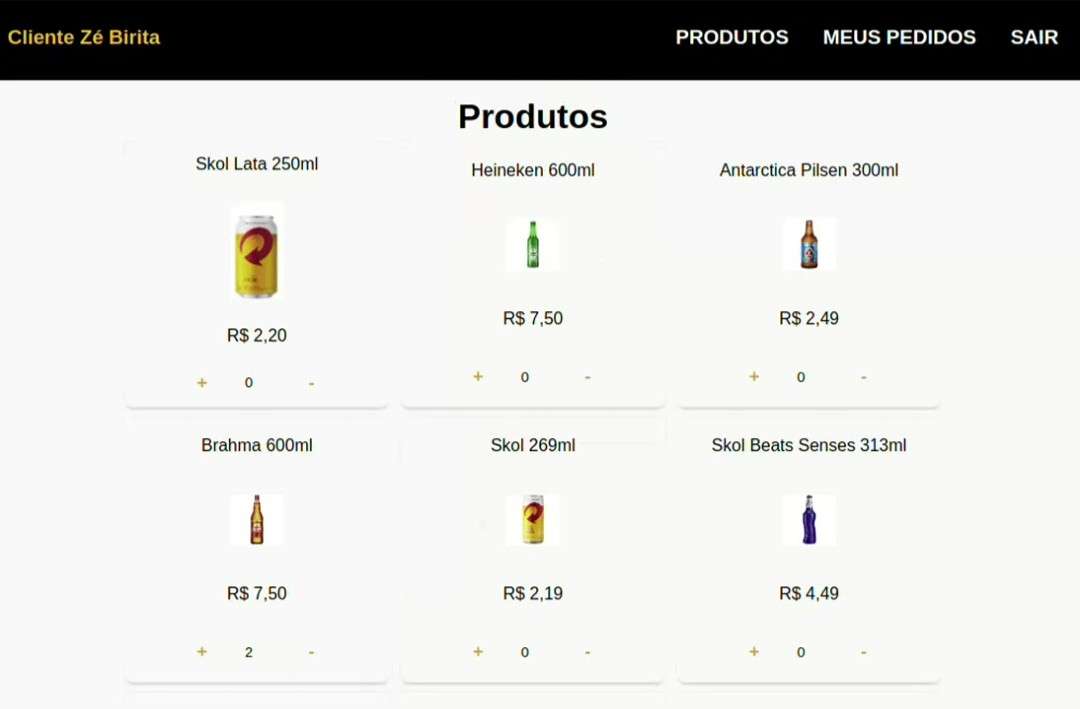 Cliente Zé Birita
PRODUTOS MEUS PEDIDOS SAIR
Produtos
Skol Lata 250ml
R$ 2,20
+ 0 -
Heineken 600ml
R$ 7,50
+ 0 -
Antarctica Pilsen 300ml
R$ 2,49
+ 0 -
Brahma 600ml
R$ 7,50
+ 2 -
Skol 269ml
R$ 2,19
+ 0 -
Skol Beats Senses 313ml
R$ 4,49
+ 0 -